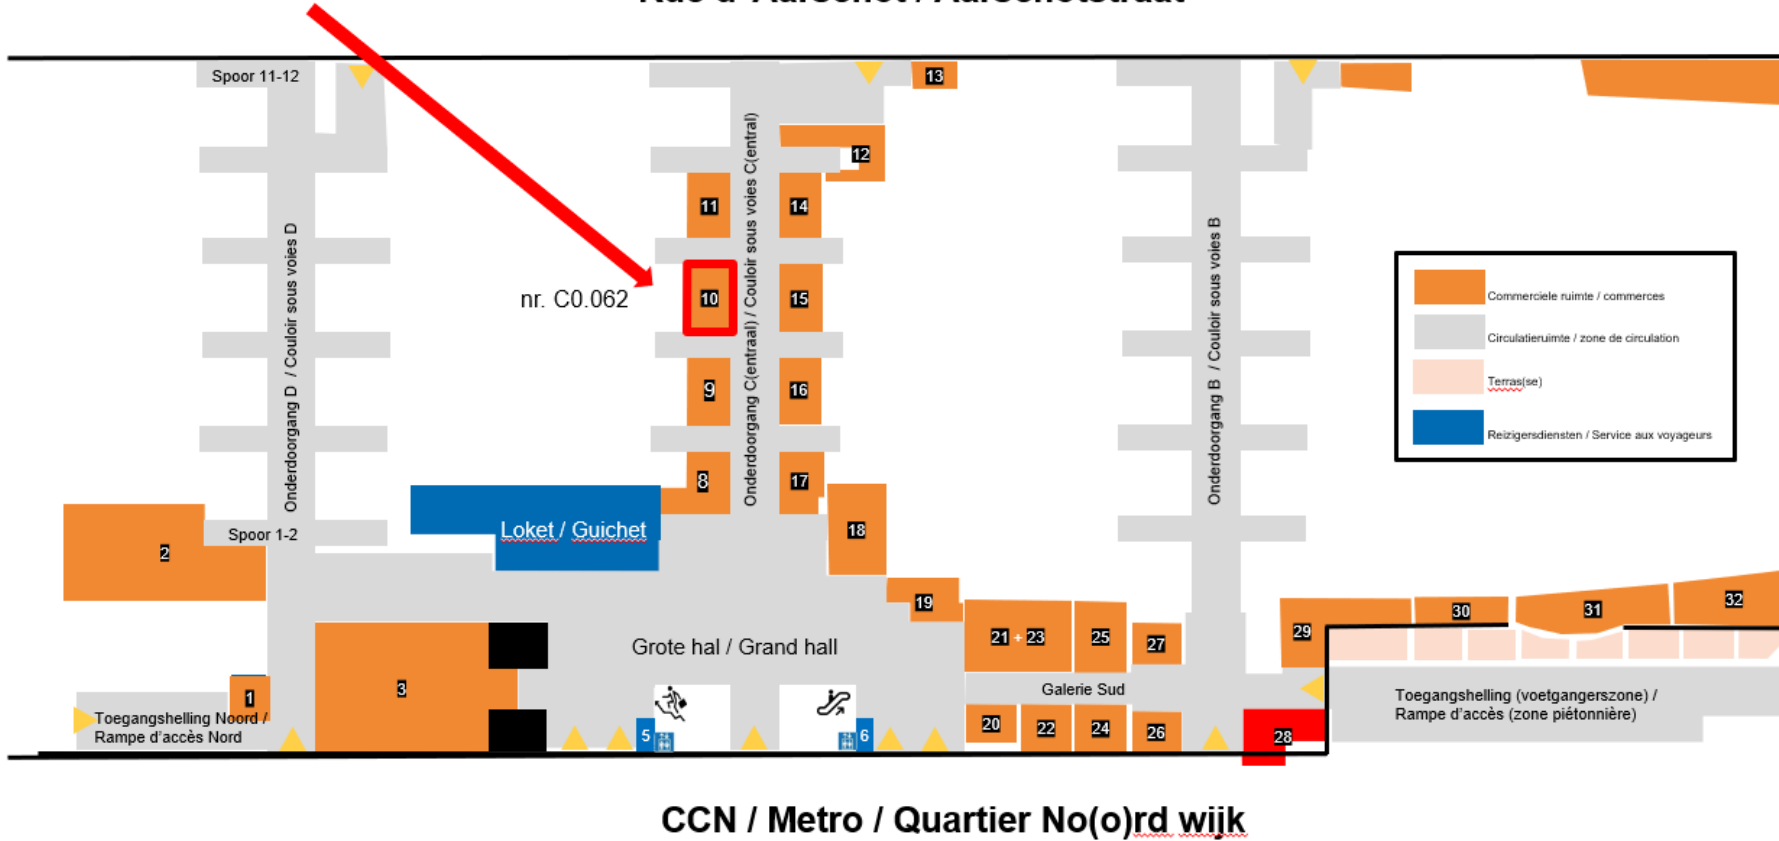 Rue d'Aarschot / Aarschotstraat
Spoor 11-12
13
12
11
14
nr. C0.062
10
15
9
16
8
17
Onderdoorgang D / Couloir sous voies D
Onderdoorgang C(entraal) / Couloir sous voies C(entral)
Onderdoorgang B / Couloir sous voies B
Commerciele ruimte / commerces
Circulatieruimte / zone de circulation
Terras(se)
Reizigersdiensten / Service aux voyageurs
Loket / Guichet
18
Spoor 1-2
2
19
21 + 23
25
27
29
30
31
32
Grote hal / Grand hall
3
1
Galerie Sud
Toegangshelling Noord /
Rampe d'accès Nord
Toegangshelling (voetgangerszone) /
Rampe d'accès (zone piétonnière)
5
6
20
22
24
26
28
CCN / Metro / Quartier No(o)rd wijk